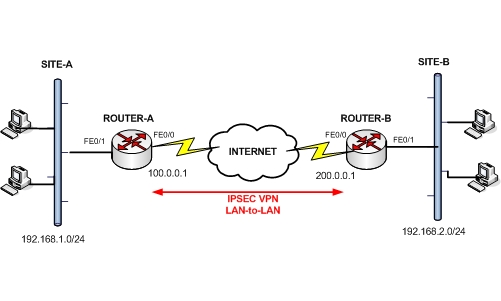 SITE-A
SITE-B
ROUTER-A
ROUTER-B
FE0/1
FE0/0
INTERNET
FE0/0
FE0/1
100.0.0.1
200.0.0.1
IPSEC VPN
LAN-to-LAN
192.168.1.0/24
192.168.2.0/24